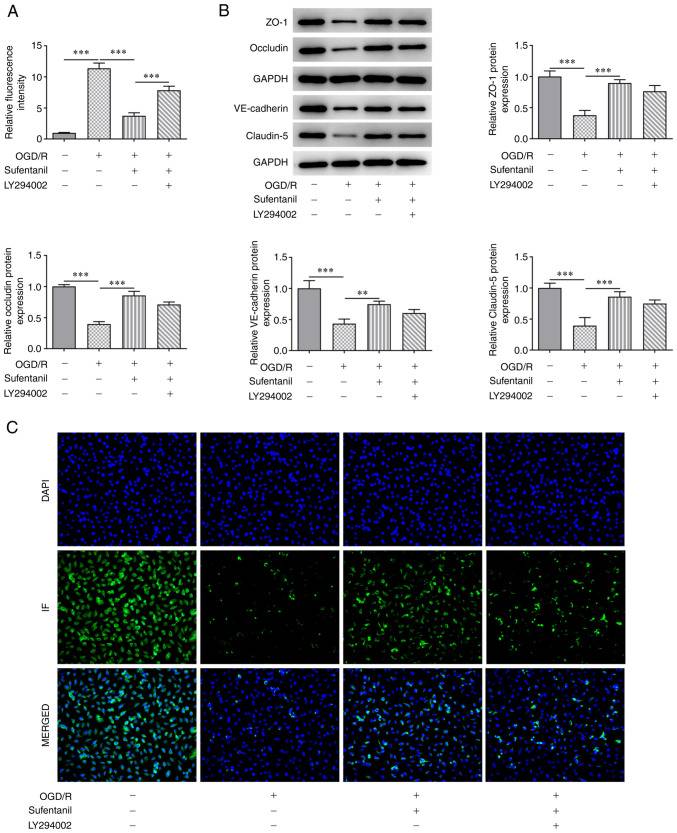 A
Relative fluorescence
intensity
15
10
5
0
*** *** ***
OGD/R − + + +
Sufentanil − − + +
LY294002 − − − +
B
ZO-1
Occludin
GAPDH
VE-cadherin
Claudin-5
GAPDH
OGD/R − + + +
Sufentanil − − + +
LY294002 − − − +
Relative ZO-1 protein
expression
1.5
1.0
0.5
0.0
*** ***
OGD/R − + + +
Sufentanil − − + +
LY294002 − − − +
Relative occludin protein
expression
1.5
1.0
0.5
0.0
*** ***
OGD/R − + + +
Sufentanil − − + +
LY294002 − − − +
Relative VE-cadherin protein
expression
1.5
1.0
0.5
0.0
*** **
OGD/R − + + +
Sufentanil − − + +
LY294002 − − − +
Relative Claudin-5 protein
expression
1.5
1.0
0.5
0.0
*** ***
OGD/R − + + +
Sufentanil − − + +
LY294002 − − − +
C
DAPI
IF
MERGED
OGD/R − + + +
Sufentanil − − + +
LY294002 − − − +